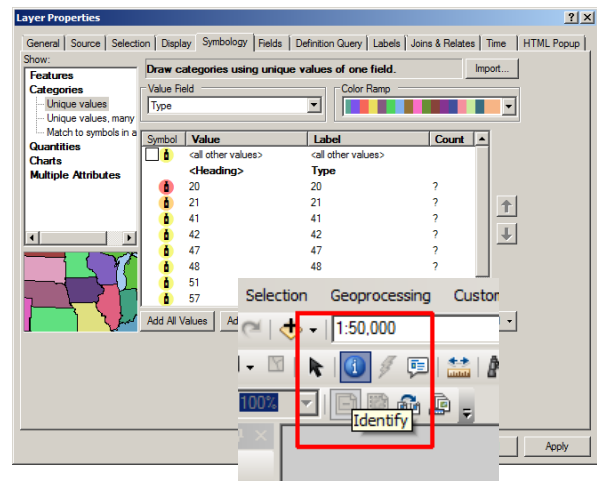 Layer Properties
General Source Selection Display Symbology Fields Definition Query Labels Joins & Relates Time HTML Popup
Show:
Features
Categories
Unique values
Unique values, many
Match to symbols in a
Quantities
Charts
Multiple Attributes
Draw categories using unique values of one field.
Import...
Value Field
Type
Color Ramp
Symbol Value Label Count
<all other values> <all other values>
<Heading> Type
20 20 ?
21 21 ?
41 41 ?
42 42 ?
47 47 ?
48 48 ?
51
57
Add All Values Ad
Selection Geoprocessing Custor
1:50,000
100%
Identify
Apply